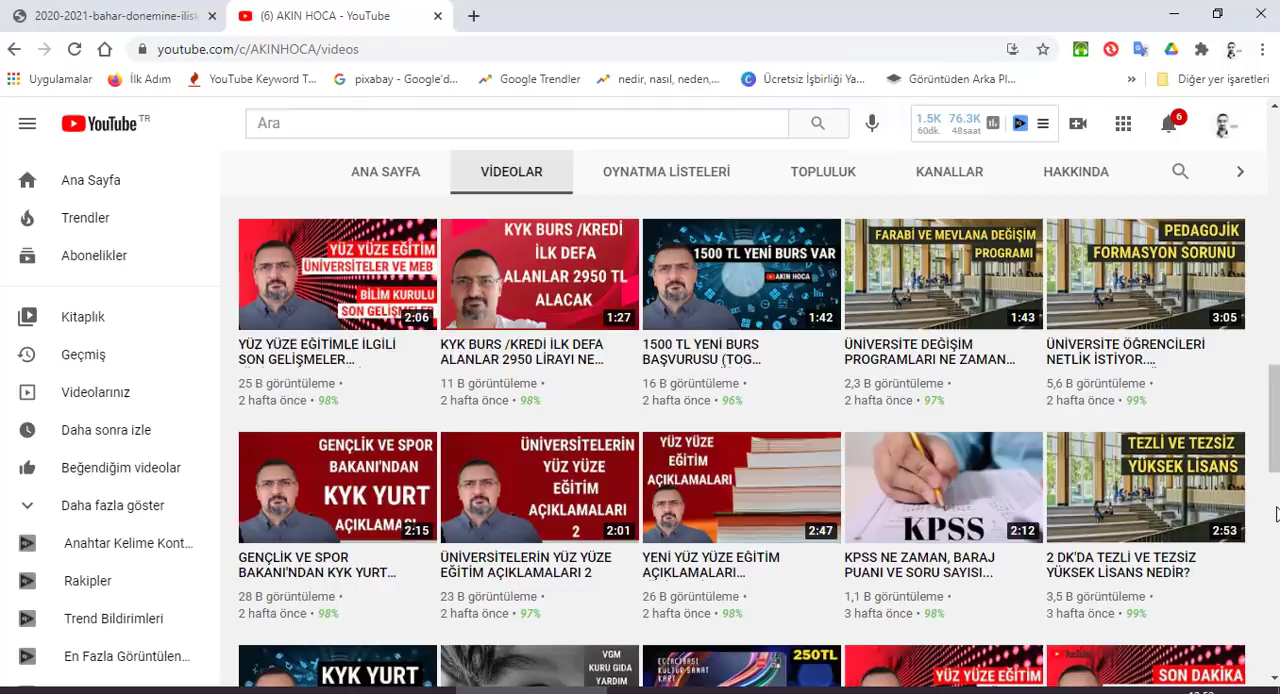 2020-2021-bahar-donemine-ilisk
(6) AKIN HOCA - YouTube
youtube.com/c/AKINHOCA/videos
Uygulamalar
İlk Adım
YouTube Keyword T...
pixabay - Google'd...
Google Trendler
nedir, nasıl, neden,...
Ücretsiz İşbirliği Ya...
Görüntüden Arka Pl...
»
Diğer yer işaretleri
YouTube TR
Ara
1.5K 76.3K
60dk. 48saat
6
ANA SAYFA
VİDEOLAR
OYNATMA LİSTELERİ
TOPLULUK
KANALLAR
HAKKINDA
Ana Sayfa
Trendler
Abonelikler
Kitaplık
Geçmiş
Videolarınız
Daha sonra izle
Beğendiğim videolar
Daha fazla göster
Anahtar Kelime Kont...
Rakipler
Trend Bildirimleri
En Fazla Görüntülen...
YÜZ YÜZE EĞİTİM
ÜNİVERSİTELER VE MEB
BİLİM KURULU
SON GELİŞMELER
2:06
YÜZ YÜZE EĞİTİMLE İLGİLİ
SON GELİŞMELER...
25 B görüntüleme •
2 hafta önce • 98%
KYK BURS /KREDİ
İLK DEFA
ALANLAR 2950 TL
ALACAK
1:27
KYK BURS /KREDİ İLK DEFA
ALANLAR 2950 LİRAYI NE...
11 B görüntüleme •
2 hafta önce • 98%
1500 TL YENİ BURS VAR
AKIN HOCA
1:42
1500 TL YENİ BURS
BAŞVURUSU (TOG...
16 B görüntüleme •
2 hafta önce • 96%
FARABİ VE MEVLANA DEĞİŞİM
PROGRAMI
1:43
ÜNİVERSİTE DEĞİŞİM
PROGRAMLARI NE ZAMAN...
2,3 B görüntüleme •
2 hafta önce • 97%
PEDAGOJİK
FORMASYON SORUNU
3:05
ÜNİVERSİTE ÖĞRENCİLERİ
NETLİK İSTİYOR....
5,6 B görüntüleme •
2 hafta önce • 99%
GENÇLİK VE SPOR
BAKANI'NDAN
KYK YURT
AÇIKLAMASI
2:15
GENÇLİK VE SPOR
BAKANI'NDAN KYK YURT...
28 B görüntüleme •
2 hafta önce • 98%
ÜNİVERSİTELERİN
YÜZ YÜZE
EĞİTİM
AÇIKLAMALARI
2
2:01
ÜNİVERSİTELERİN YÜZ YÜZE
EĞİTİM AÇIKLAMALARI 2
23 B görüntüleme •
2 hafta önce • 97%
YÜZ YÜZE
EĞİTİM
AÇIKLAMALARI
2:47
YENİ YÜZ YÜZE EĞİTİM
AÇIKLAMALARI...
26 B görüntüleme •
2 hafta önce • 98%
KPSS
2:12
KPSS NE ZAMAN, BARAJ
PUANI VE SORU SAYISI...
1,1 B görüntüleme •
3 hafta önce • 98%
TEZLİ VE TEZSİZ
YÜKSEK LİSANS
2:53
2 DK'DA TEZLİ VE TEZSİZ
YÜKSEK LİSANS NEDİR?
3,5 B görüntüleme •
3 hafta önce • 99%
KYK YURT
VGM
KURU GIDA
YARDIM
KÜLTÜR SANAT
KART
250TL
YÜZ YÜZE EĞİTİM
YouTube
SON DAKİKA